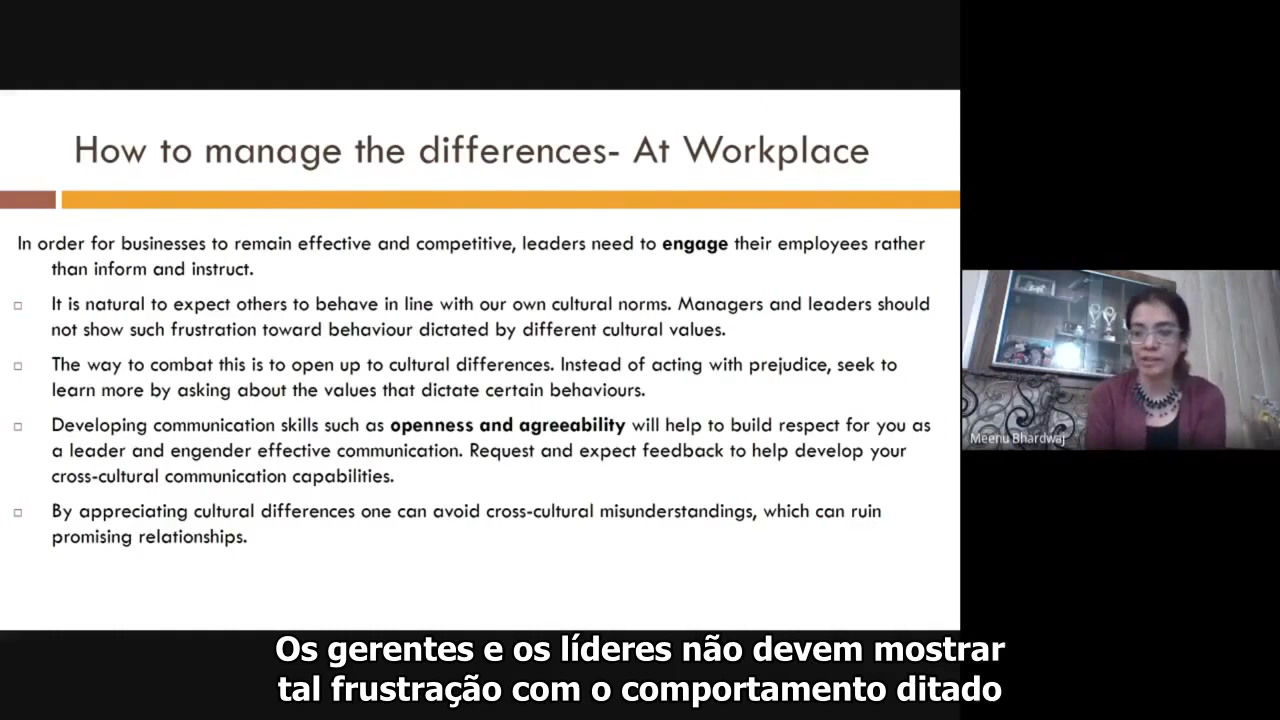 How to manage the differences- At Workplace
In order for businesses to remain effective and competitive, leaders need to engage their employees rather
than inform and instruct.
It is natural to expect others to behave in line with our own cultural norms. Managers and leaders should
not show such frustration toward behaviour dictated by different cultural values.
The way to combat this is to open up to cultural differences. Instead of acting with prejudice, seek to
learn more by asking about the values that dictate certain behaviours.
Developing communication skills such as openness and agreeability will help to build respect for you as
a leader and engender effective communication. Request and expect feedback to help develop your
cross-cultural communication capabilities.
By appreciating cultural differences one can avoid cross-cultural misunderstandings, which can ruin
promising relationships.
Meenu Bhardwaj
Os gerentes e os líderes não devem mostrar
tal frustração com o comportamento ditado